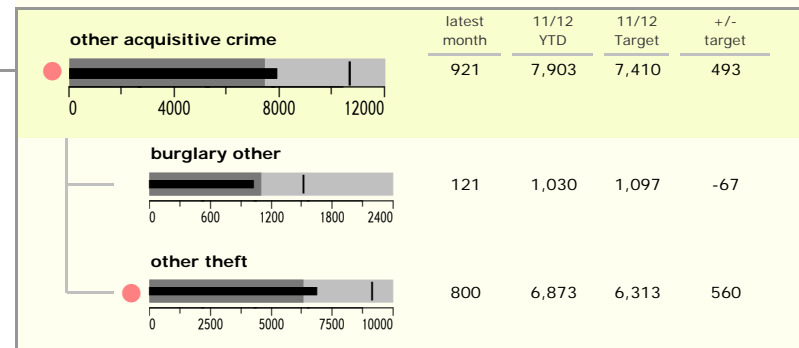 latest 11/12 11/12 +/-
month YTD Target target
other acquisitive crime
921 7,903 7,410 493
0 4000 8000 12000
burglary other
121 1,030 1,097 -67
0 600 1200 1800 2400
other theft
800 6,873 6,313 560
0 2500 5000 7500 10000